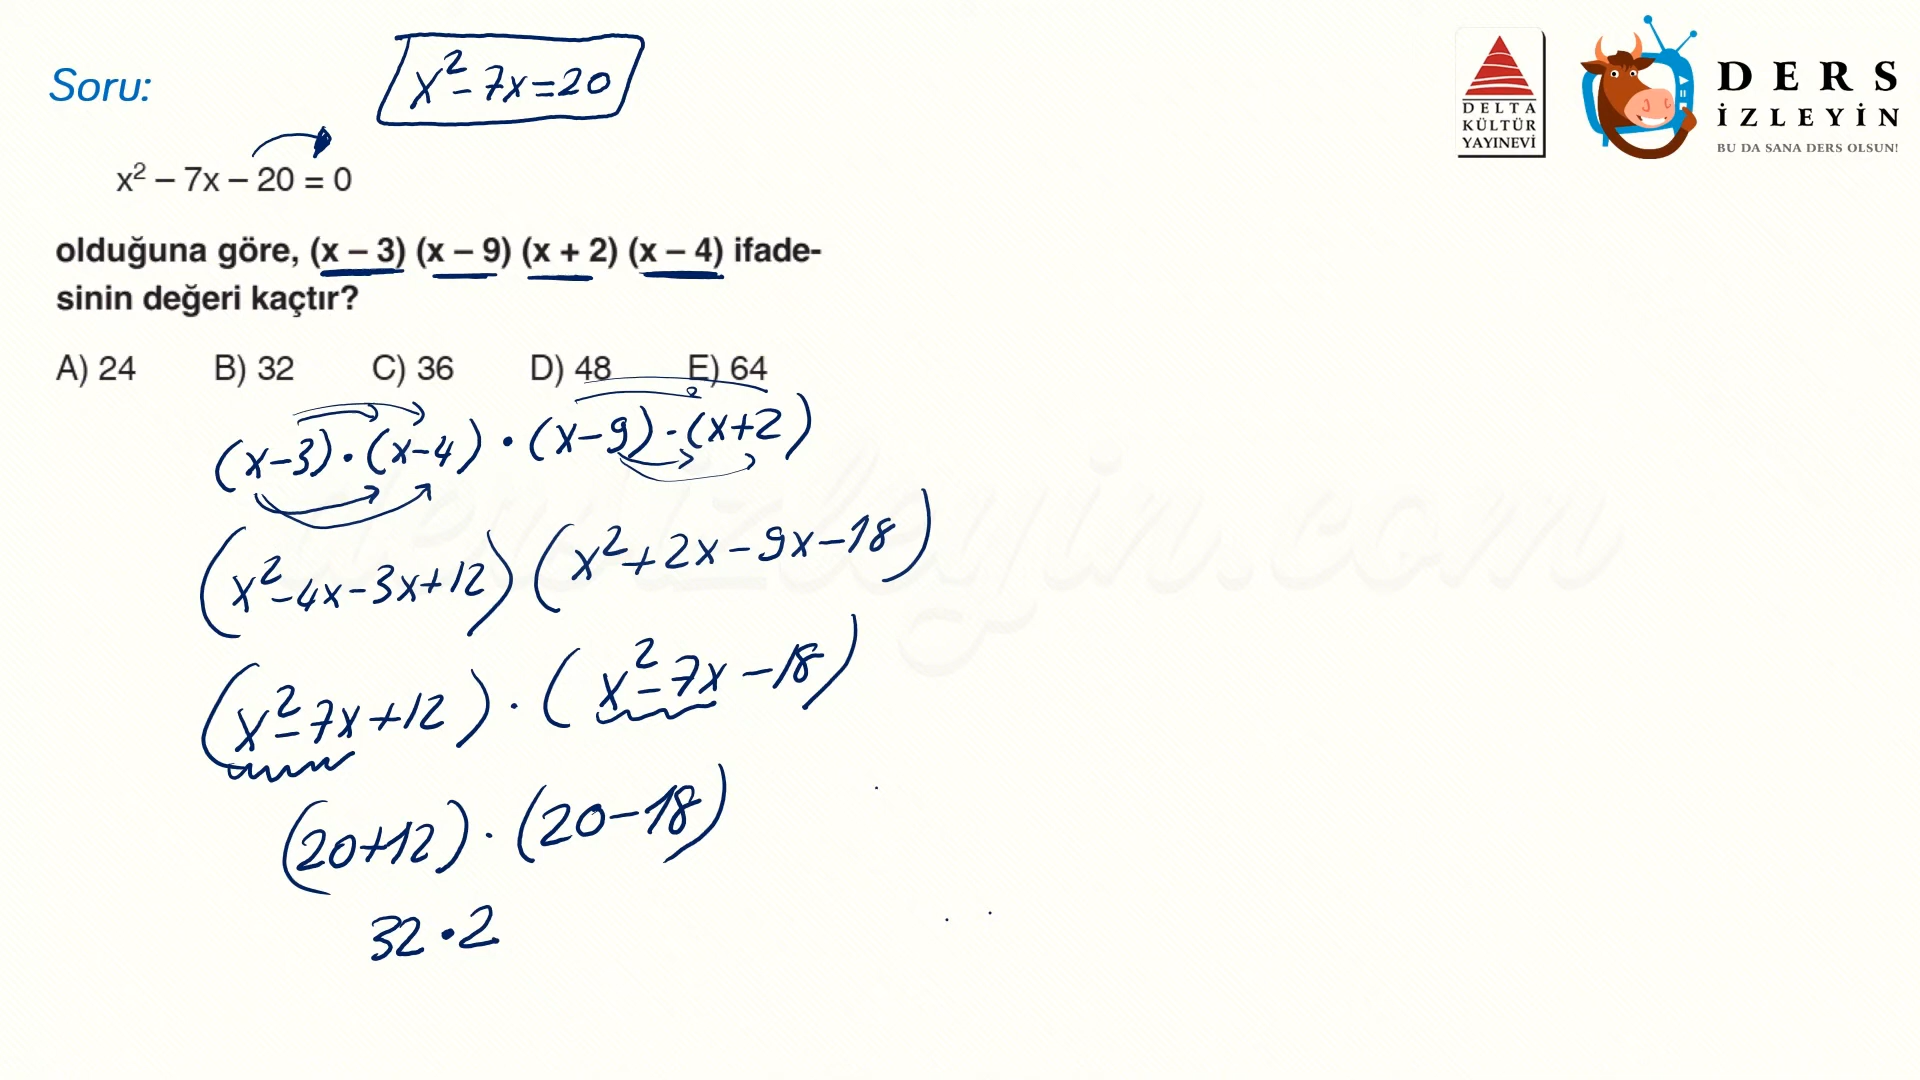 Soru:
x² - 7x = 20
x² – 7x – 20 = 0
olduğuna göre, (x – 3) (x – 9) (x + 2) (x – 4) ifade-
sinin değeri kaçtır?
A) 24 B) 32 C) 36 D) 48 E) 64
(x-3)·(x-4)·(x-9)·(x+2)
(x²-4x-3x+12)(x²+2x-9x-18)
(x²-7x+12)·(x²-7x-18)
(20+12)·(20-18)
32·2
DELTA
KÜLTÜR
YAYINEVİ
DERS
İZLEYİN
BU DA SANA DERS OLSUN!
dersizleyin.com